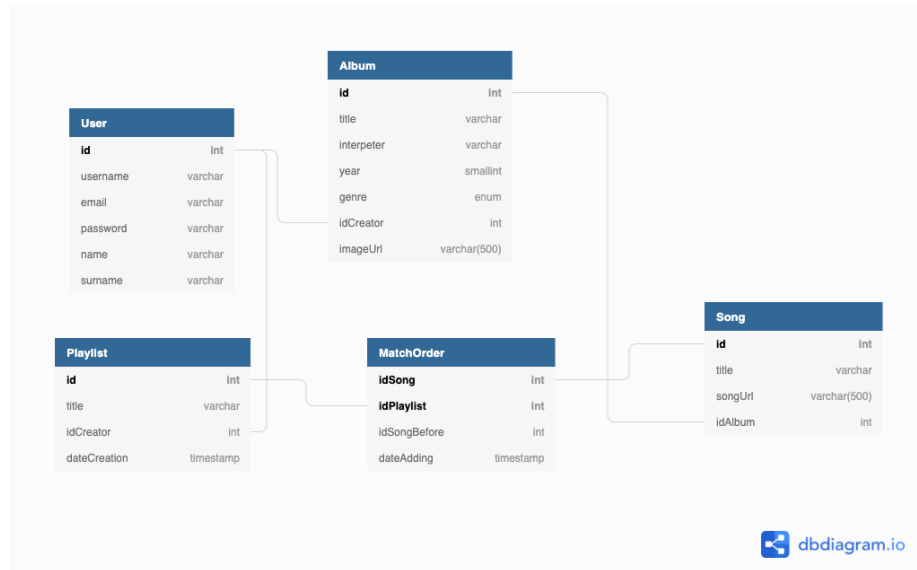 Album
id int
title varchar
interpeter varchar
year smallint
genre enum
idCreator int
imageUrl varchar(500)
User
id int
username varchar
email varchar
password varchar
name varchar
surname varchar
Playlist
id int
title varchar
idCreator int
dateCreation timestamp
MatchOrder
idSong int
idPlaylist int
idSongBefore int
dateAdding timestamp
Song
id int
title varchar
songUrl varchar(500)
idAlbum int
dbdiagram.io